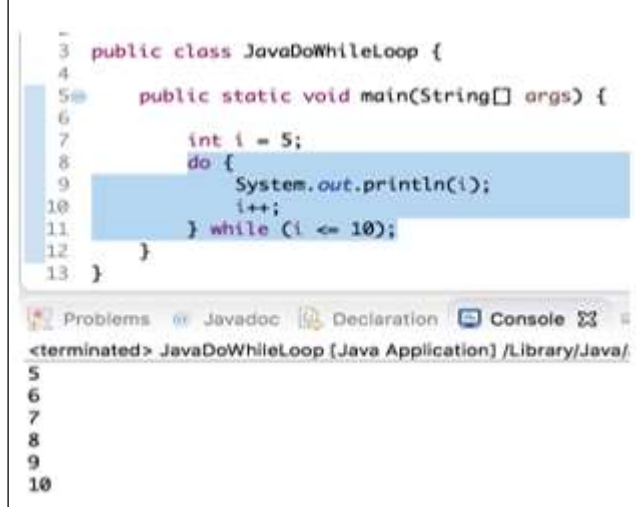 3 public class JavaDoWhileLoop {
4
5 public static void main(String[] args) {
6
7 int i = 5;
8 do {
9 System.out.println(i);
10 i++;
11 } while (i <= 10);
12 }
13 }
Problems Javadoc Declaration Console
<terminated> JavaDoWhileLoop [Java Application] /Library/Java/
5
6
7
8
9
10